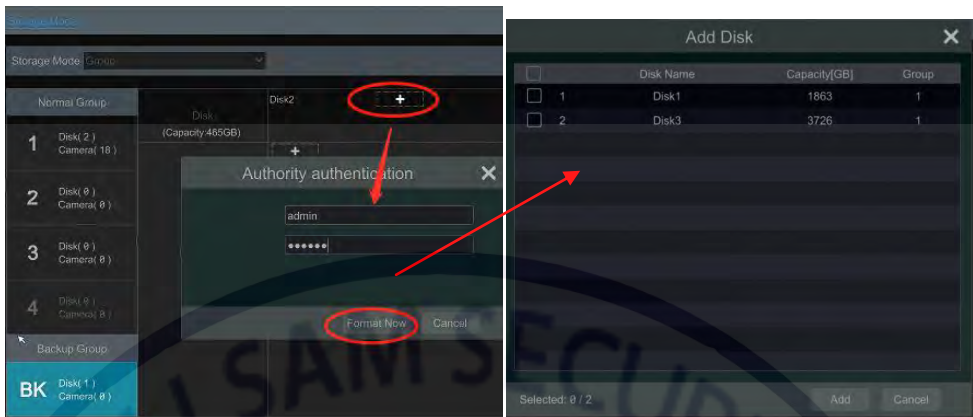 Storage Mode
Storage Mode Group
Normal Group
1 Disk( 2 )
Camera( 18 )
2 Disk( 0 )
Camera( 0 )
3 Disk( 0 )
Camera( 0 )
4 Disk( 0 )
Camera( 0 )
Backup Group
BK Disk( 1 )
Camera( 0 )
Disk
(Capacity:465GB)
Disk2 +
+
Authority authentication
admin
••••••
Format Now Cancel
Add Disk
Disk Name Capacity[GB] Group
1 Disk1 1863 1
2 Disk3 3726 1
Selected: 0 / 2 Add Cancel
SAM